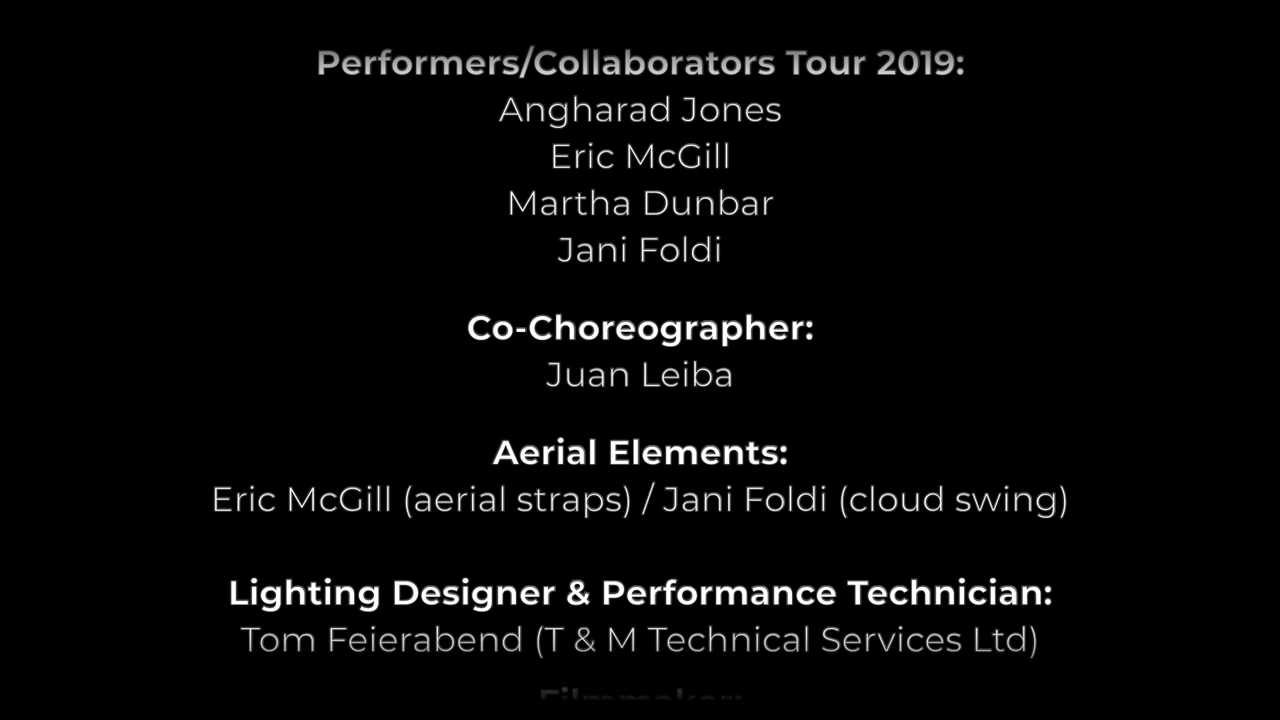 Performers/Collaborators Tour 2019:
Angharad Jones
Eric McGill
Martha Dunbar
Jani Foldi
Co-Choreographer:
Juan Leiba
Aerial Elements:
Eric McGill (aerial straps) / Jani Foldi (cloud swing)
Lighting Designer & Performance Technician:
Tom Feierabend (T & M Technical Services Ltd)
Filmmaker: